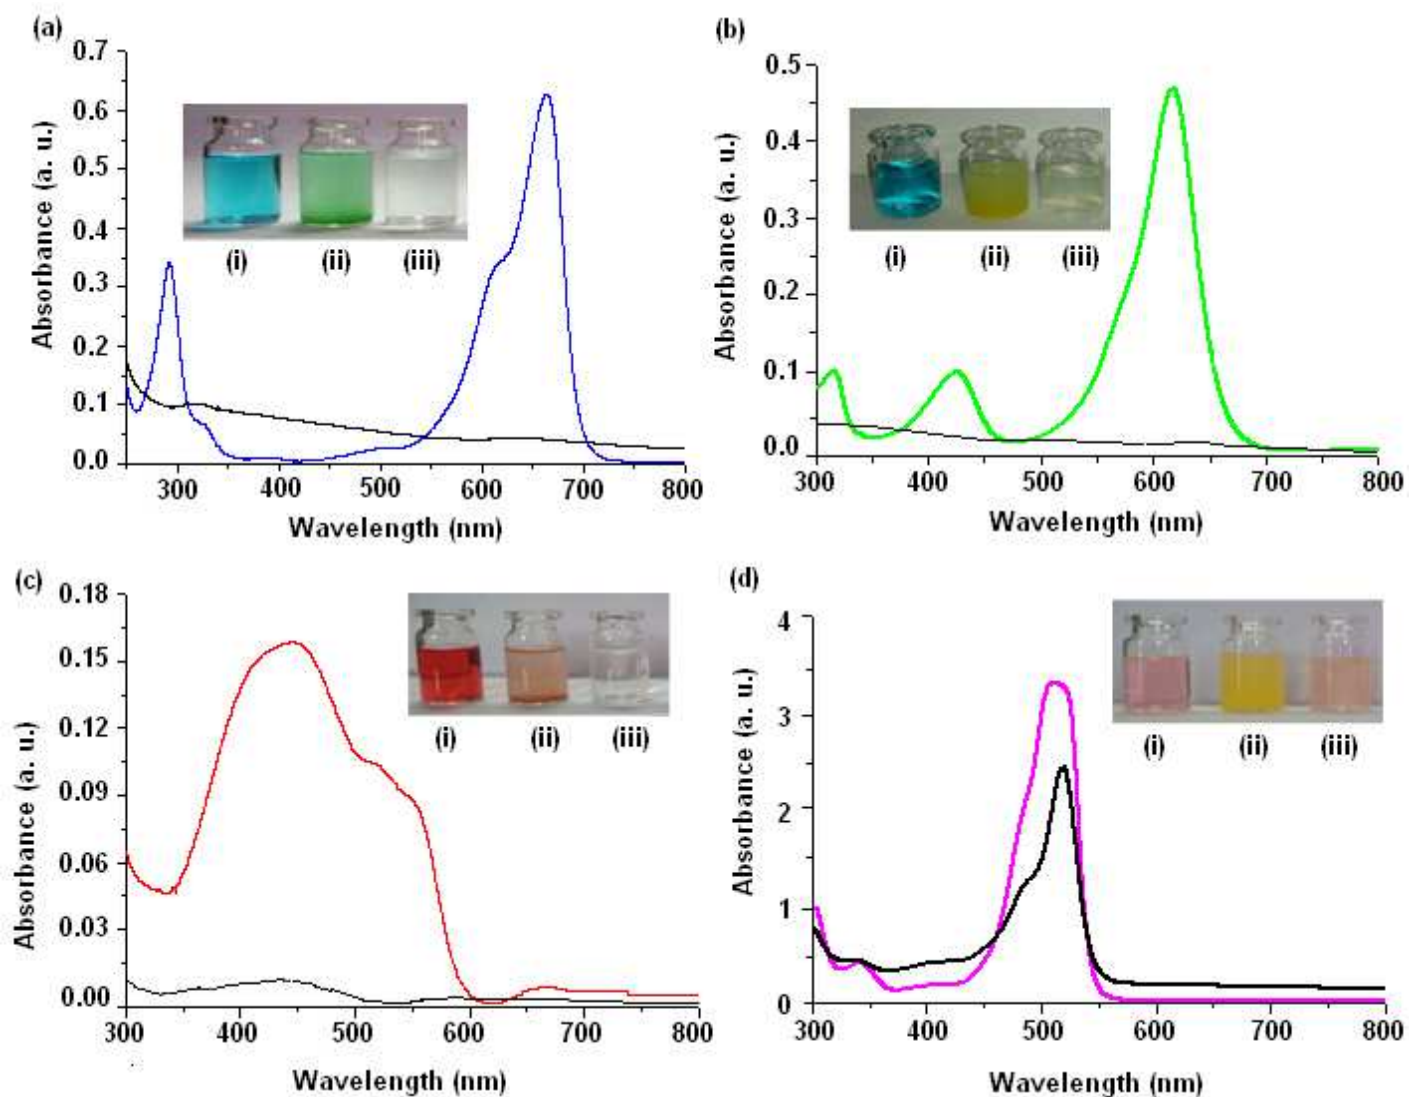 (a)
0.7
0.6
0.5
0.4
0.3
0.2
0.1
0.0
Absorbance (a. u.)
(i) (ii) (iii)
300 400 500 600 700 800
Wavelength (nm)
(b)
0.5
0.4
0.3
0.2
0.1
0.0
Absorbance (a. u.)
(i) (ii) (iii)
300 400 500 600 700 800
Wavelength (nm)
(c)
0.18
0.15
0.12
0.09
0.06
0.03
0.00
Absorbance (a. u.)
(i) (ii) (iii)
300 400 500 600 700 800
Wavelength (nm)
(d)
4
3
2
1
0
Absorbance (a. u.)
(i) (ii) (iii)
300 400 500 600 700 800
Wavelength (nm)